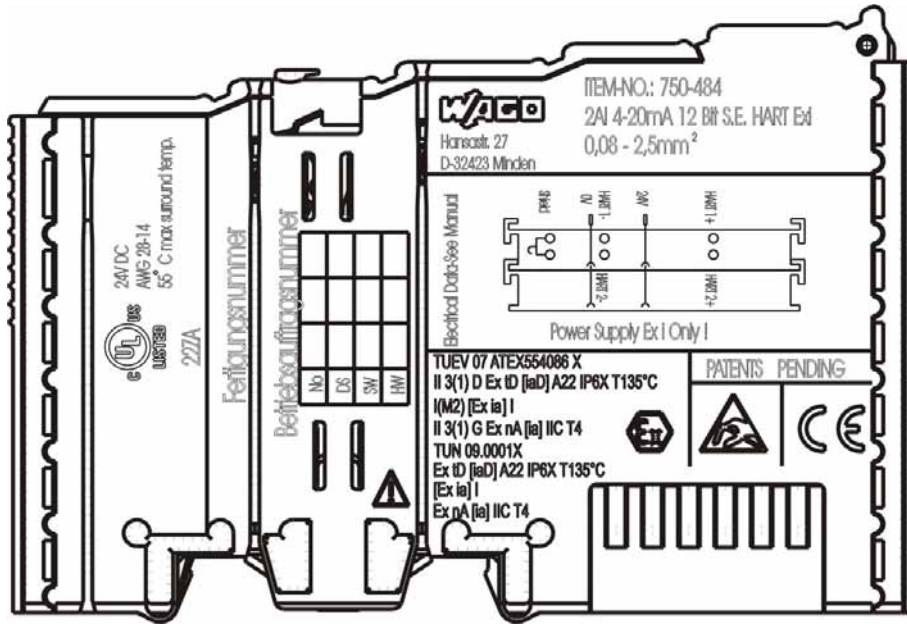 WAGO
Hansastr. 27
D-32423 Minden
ITEM-NO.: 750-484
2AI 4-20mA 12 Bit S.E. HART Exi
0,08 - 2,5mm²
24V DC
AWG 28-14
55° C max surround temp.
C UL US
LISTED
22ZA
Fertigungsnummer
Betriebsauftragsnummer
No
DS
SW
HW
Electrical Data-See Manual
Shield
0V
HART 1-
24V
HART 1+
HART 2-
HART 2+
Power Supply Ex i Only !
TUEV 07 ATEX554086 X
II 3(1) D Ex tD [iaD] A22 IP6X T135°C
I(M2) [Ex ia] I
II 3(1) G Ex nA [ia] IIC T4
TUN 09.0001X
Ex tD [iaD] A22 IP6X T135°C
[Ex ia] I
Ex nA [ia] IIC T4
PATENTS PENDING
Ex
CE